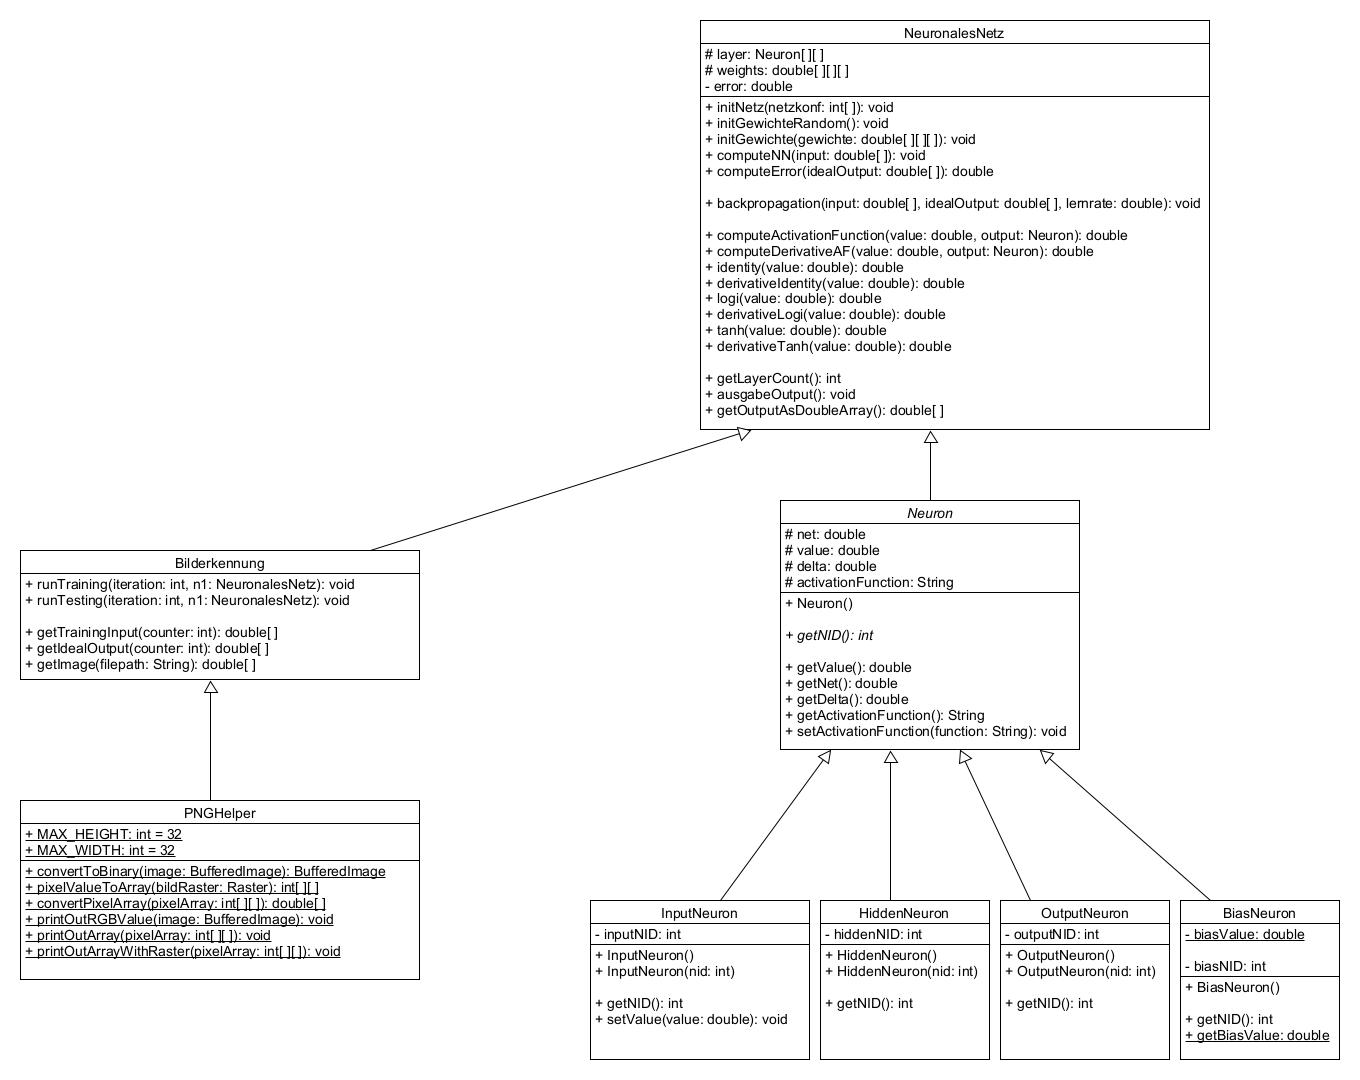 NeuronalesNetz
# layer: Neuron[ ][ ]
# weights: double[ ][ ][ ]
- error: double
+ initNetz(netzkonf: int[ ]): void
+ initGewichteRandom(): void
+ initGewichte(gewichte: double[ ][ ][ ]): void
+ computeNN(input: double[ ]): void
+ computeError(idealOutput: double[ ]): double
+ backpropagation(input: double[ ], idealOutput: double[ ], lernrate: double): void
+ computeActivationFunction(value: double, output: Neuron): double
+ computeDerivativeAF(value: double, output: Neuron): double
+ identity(value: double): double
+ derivativeIdentity(value: double): double
+ logi(value: double): double
+ derivativeLogi(value: double): double
+ tanh(value: double): double
+ derivativeTanh(value: double): double
+ getLayerCount(): int
+ ausgabeOutput(): void
+ getOutputAsDoubleArray(): double[ ]
Bilderkennung
+ runTraining(iteration: int, n1: NeuronalesNetz): void
+ runTesting(iteration: int, n1: NeuronalesNetz): void
+ getTrainingInput(counter: int): double[ ]
+ getIdealOutput(counter: int): double[ ]
+ getImage(filepath: String): double[ ]
Neuron
# net: double
# value: double
# delta: double
# activationFunction: String
+ Neuron()
+ getNID(): int
+ getValue(): double
+ getNet(): double
+ getDelta(): double
+ getActivationFunction(): String
+ setActivationFunction(function: String): void
PNGHelper
+ MAX_HEIGHT: int = 32
+ MAX_WIDTH: int = 32
+ convertToBinary(image: BufferedImage): BufferedImage
+ pixelValueToArray(bildRaster: Raster): int[ ][ ]
+ convertPixelArray(pixelArray: int[ ][ ]): double[ ]
+ printOutRGBValue(image: BufferedImage): void
+ printOutArray(pixelArray: int[ ][ ]): void
+ printOutArrayWithRaster(pixelArray: int[ ][ ]): void
InputNeuron
- inputNID: int
+ InputNeuron()
+ InputNeuron(nid: int)
+ getNID(): int
+ setValue(value: double): void
HiddenNeuron
- hiddenNID: int
+ HiddenNeuron()
+ HiddenNeuron(nid: int)
+ getNID(): int
OutputNeuron
- outputNID: int
+ OutputNeuron()
+ OutputNeuron(nid: int)
+ getNID(): int
BiasNeuron
- biasValue: double
- biasNID: int
+ BiasNeuron()
+ getNID(): int
+ getBiasValue: double